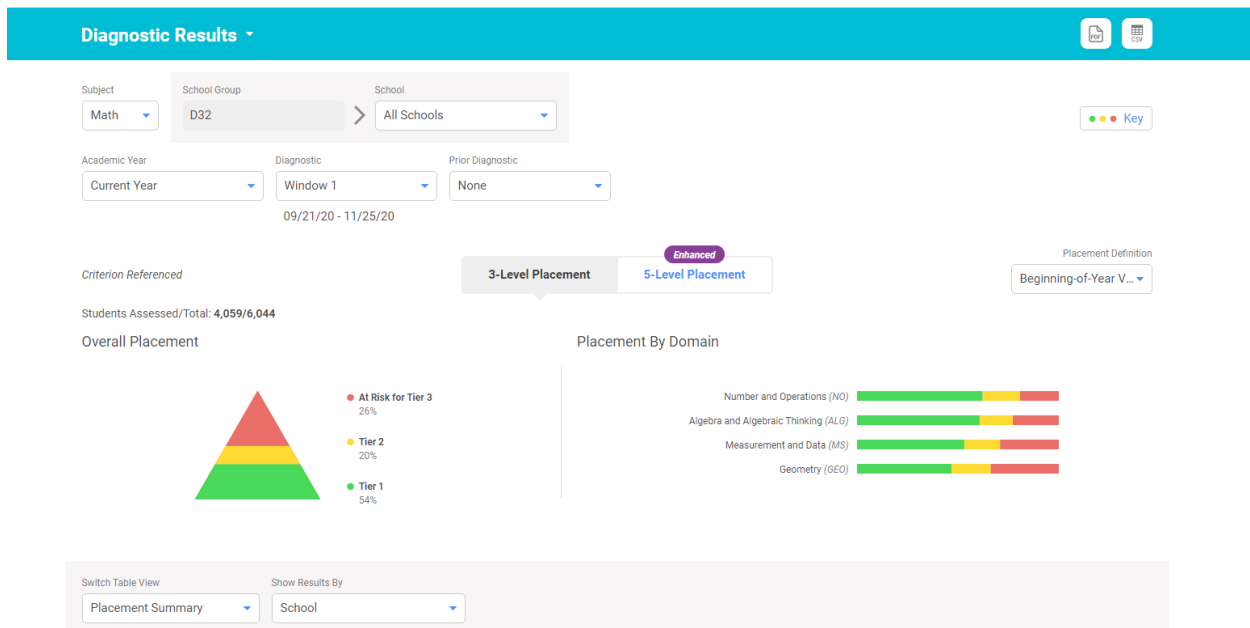 Diagnostic Results
PDF
CSV
Subject
School Group
School
Math
D32
All Schools
Key
Academic Year
Diagnostic
Prior Diagnostic
Current Year
Window 1
None
09/21/20 - 11/25/20
Enhanced
Placement Definition
Criterion Referenced
3-Level Placement
5-Level Placement
Beginning-of-Year V...
Students Assessed/Total: 4,059/6,044
Overall Placement
Placement By Domain
At Risk for Tier 3
26%
Tier 2
20%
Tier 1
54%
Number and Operations (NO)
Algebra and Algebraic Thinking (ALG)
Measurement and Data (MS)
Geometry (GEO)
Switch Table View
Show Results By
Placement Summary
School